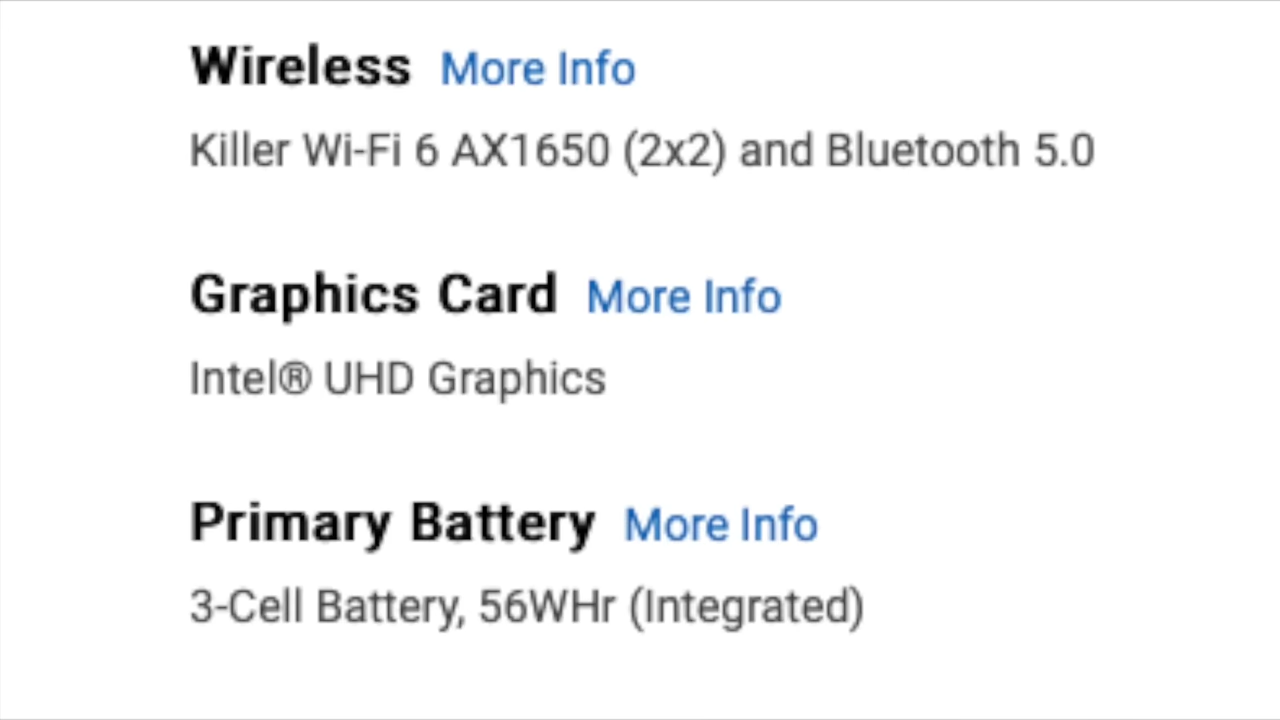 Wireless More Info
Killer Wi-Fi 6 AX1650 (2x2) and Bluetooth 5.0
Graphics Card More Info
Intel® UHD Graphics
Primary Battery More Info
3-Cell Battery, 56WHr (Integrated)